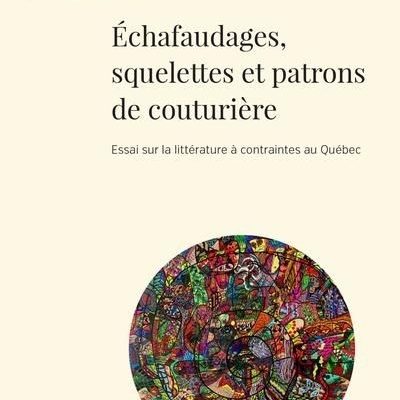 Échafaudages,
squelettes et patrons
de couturière
Essai sur la littérature à contraintes au Québec